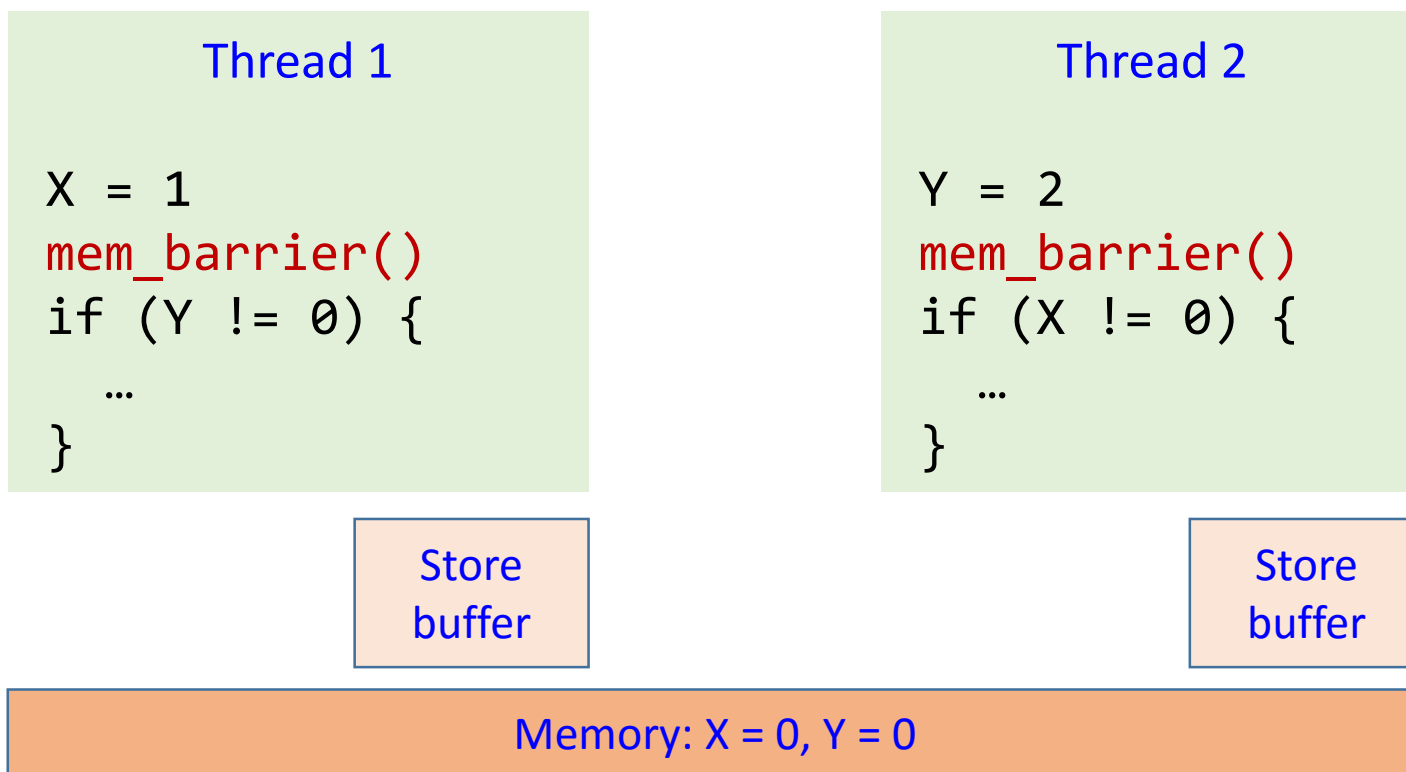 Thread 1
X = 1
mem_barrier()
if (Y != 0) {
…
}
Thread 2
Y = 2
mem_barrier()
if (X != 0) {
…
}
Store
buffer
Store
buffer
Memory: X = 0, Y = 0